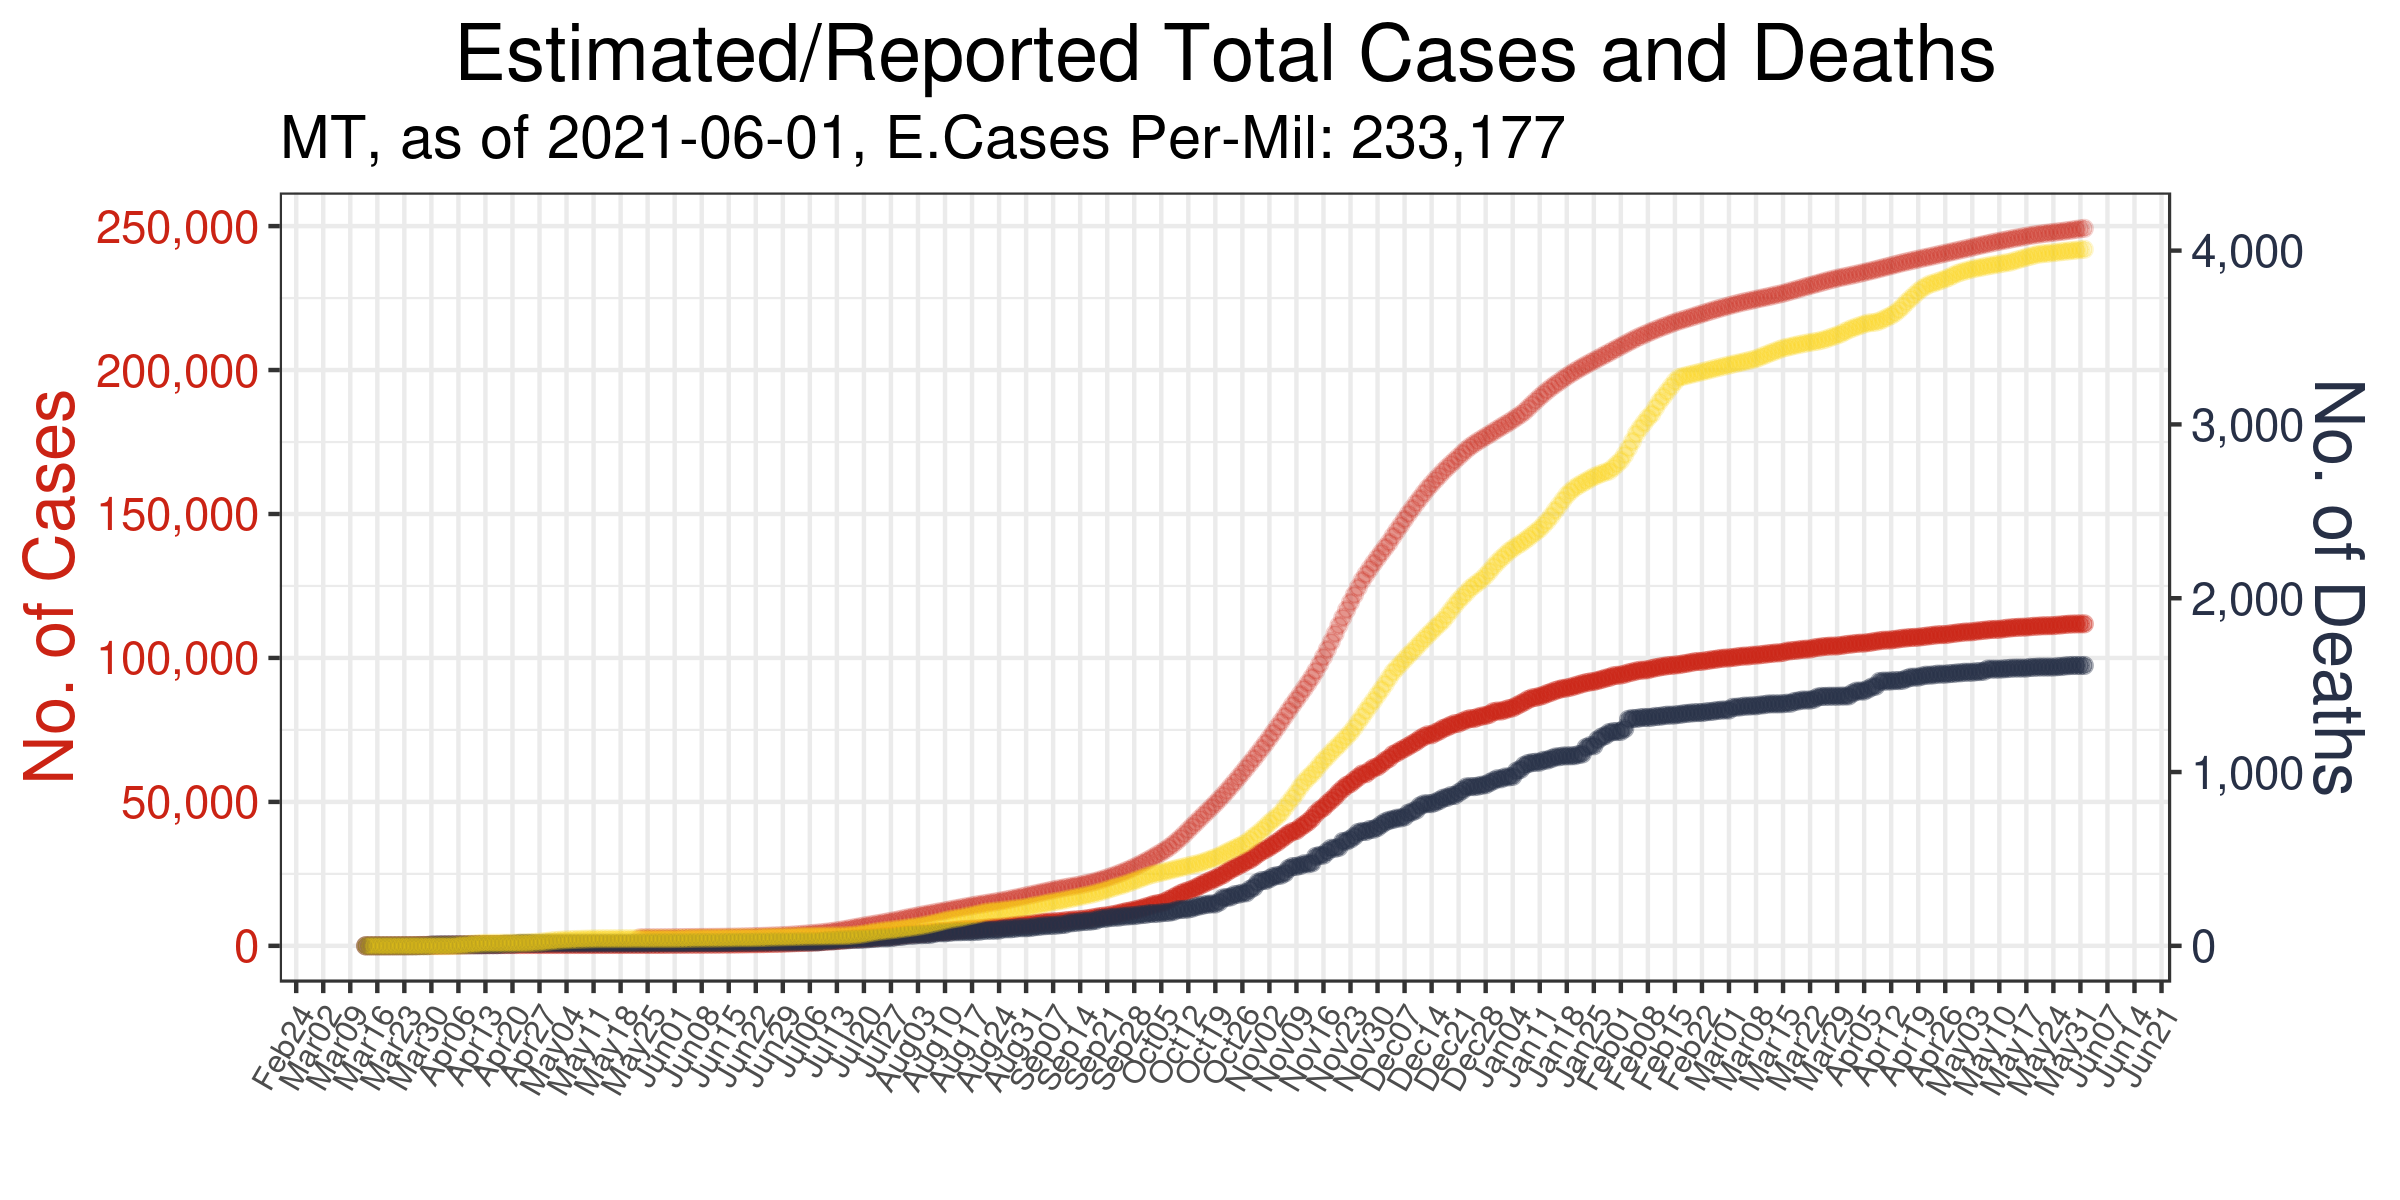 Estimated/Reported Total Cases and Deaths
MT, as of 2021-06-01, E.Cases Per-Mil: 233,177
No. of Cases
250,000
200,000
150,000
100,000
50,000
0
4,000
3,000
2,000
1,000
0
No. of Deaths
Feb24
Mar02
Mar09
Mar16
Mar23
Mar30
Apr06
Apr13
Apr20
Apr27
May04
May11
May18
May25
Jun01
Jun08
Jun15
Jun22
Jun29
Jul06
Jul13
Jul20
Jul27
Aug03
Aug10
Aug17
Aug24
Aug31
Sep07
Sep14
Sep21
Sep28
Oct05
Oct12
Oct19
Oct26
Nov02
Nov09
Nov16
Nov23
Nov30
Dec07
Dec14
Dec21
Dec28
Jan04
Jan11
Jan18
Jan25
Feb01
Feb08
Feb15
Feb22
Mar01
Mar08
Mar15
Mar22
Mar29
Apr05
Apr12
Apr19
Apr26
May03
May10
May17
May24
May31
Jun07
Jun14
Jun21